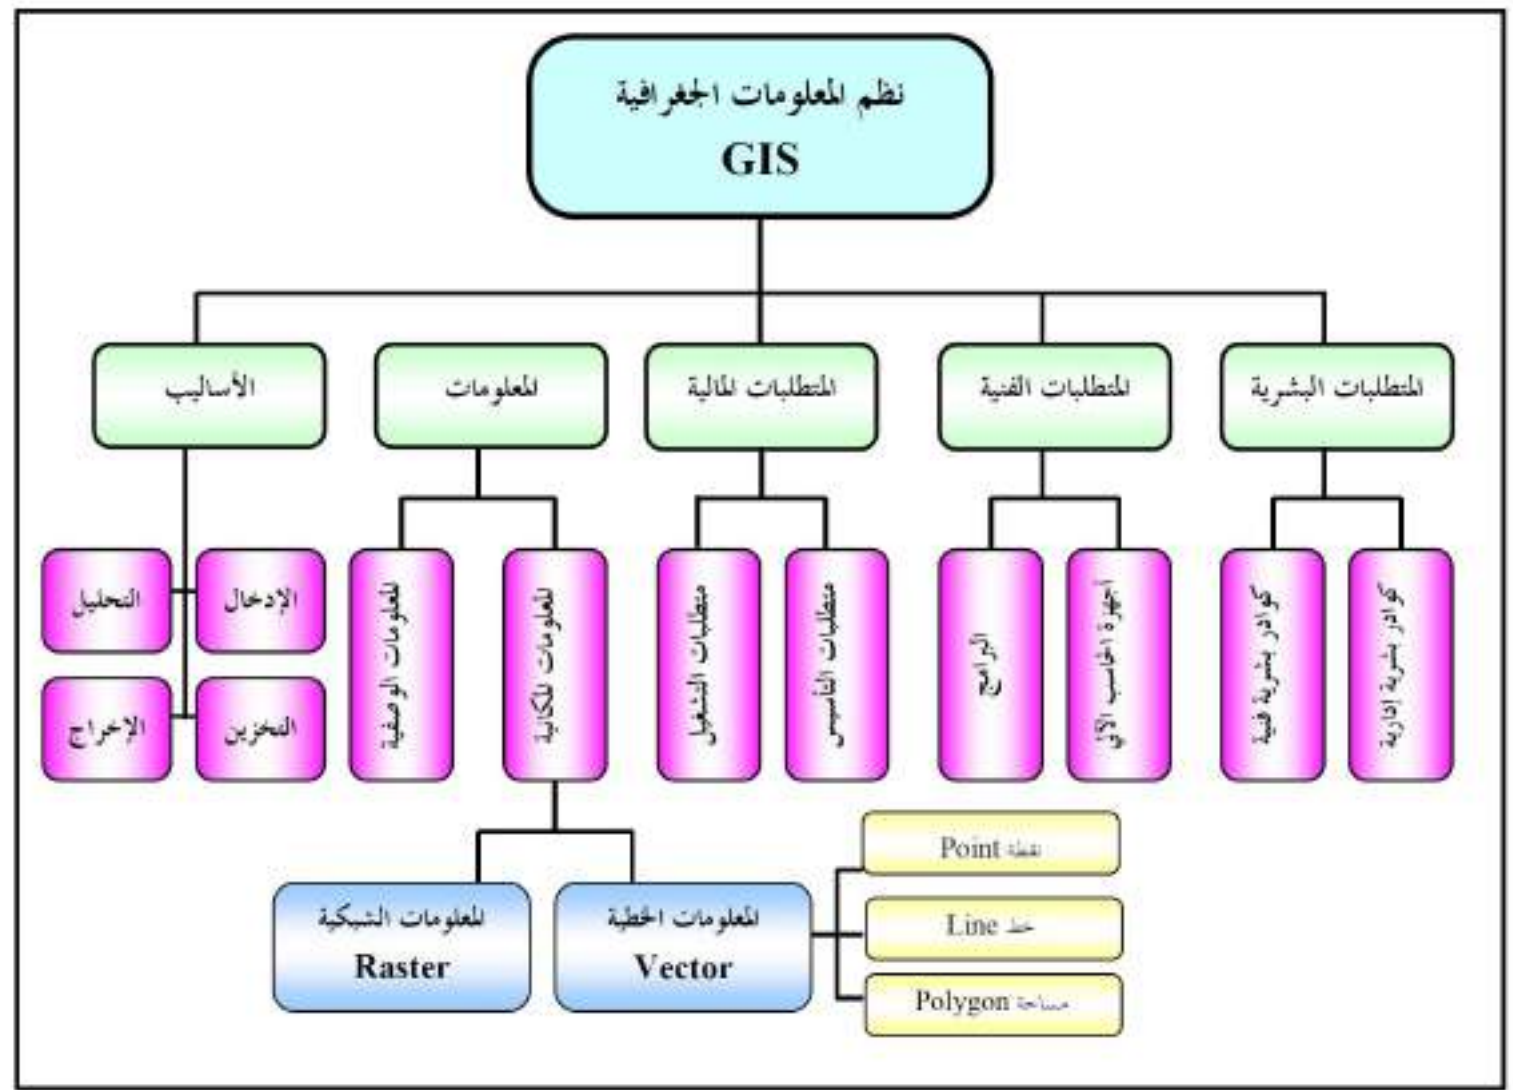 نظم المعلومات الجغرافية
GIS
المتطلبات البشرية
المتطلبات الفنية
المتطلبات المالية
المعلومات
الأساليب
كوادر بشرية إدارية
كوادر بشرية فنية
أجهزة الحاسب الآلي
البرامج
متطلبات التأسيس
متطلبات التشغيل
المعلومات المكانية
المعلومات الوصفية
الإدخال
التحليل
التخزين
الإخراج
المعلومات الخطية
Vector
المعلومات الشبكية
Raster
نقطة Point
خط Line
مساحة Polygon